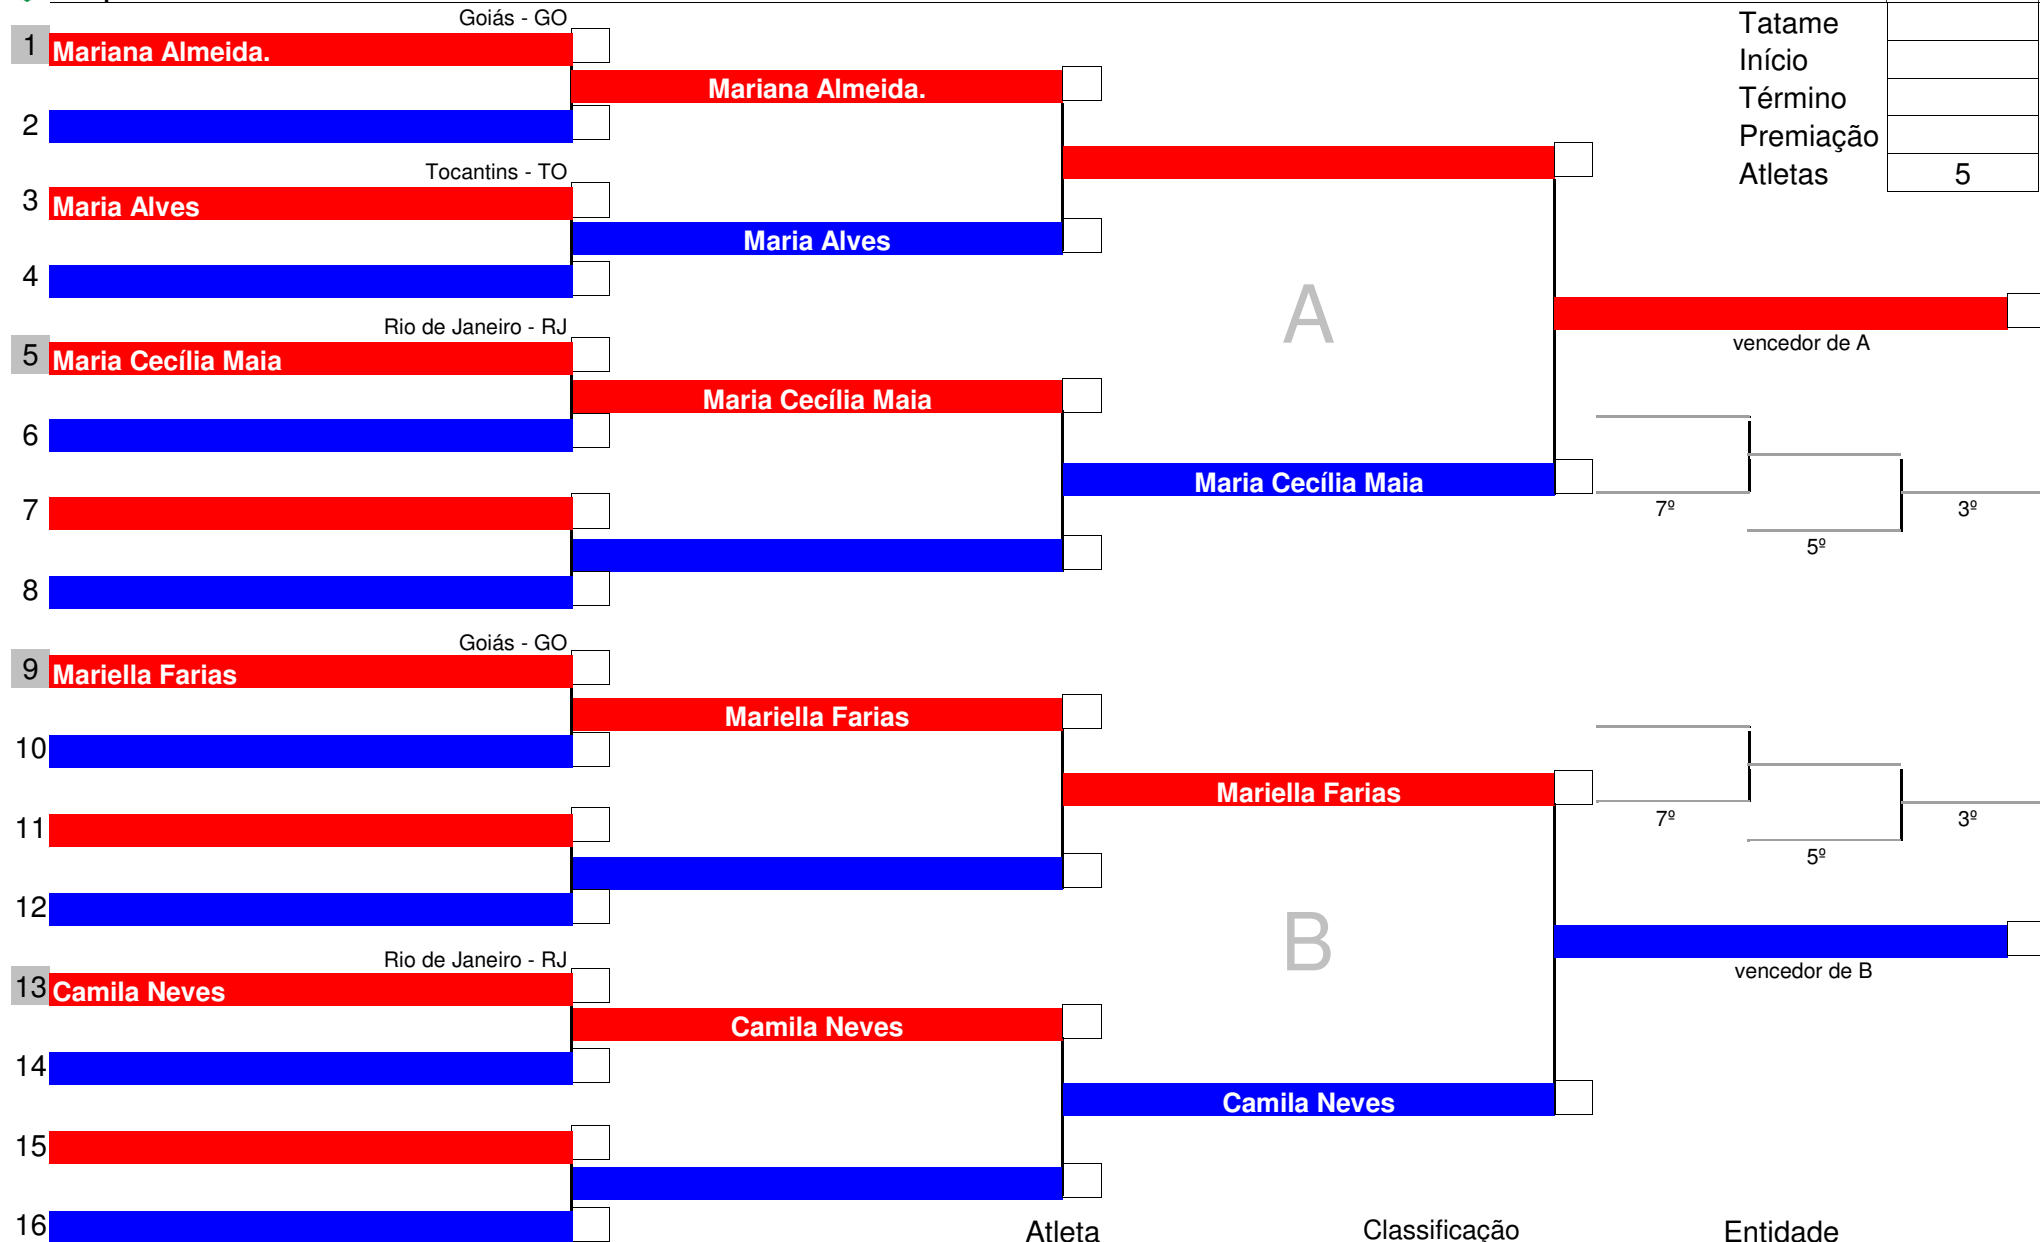 Goiás - GO
Tatame
1 Mariana Almeida.
Início
Mariana Almeida.
Término
2
Premiação
Tocantins - TO
Atletas 5
3 Maria Alves
Maria Alves
4
A
Rio de Janeiro - RJ
vencedor de A
5 Maria Cecília Maia
Maria Cecília Maia
6
Maria Cecília Maia
7
7º 3º
5º
8
Goiás - GO
9 Mariella Farias
Mariella Farias
10
Mariella Farias
11
7º 3º
5º
12
B
Rio de Janeiro - RJ
vencedor de B
13 Camila Neves
Camila Neves
14
Camila Neves
15
16
Atleta Classificação Entidade